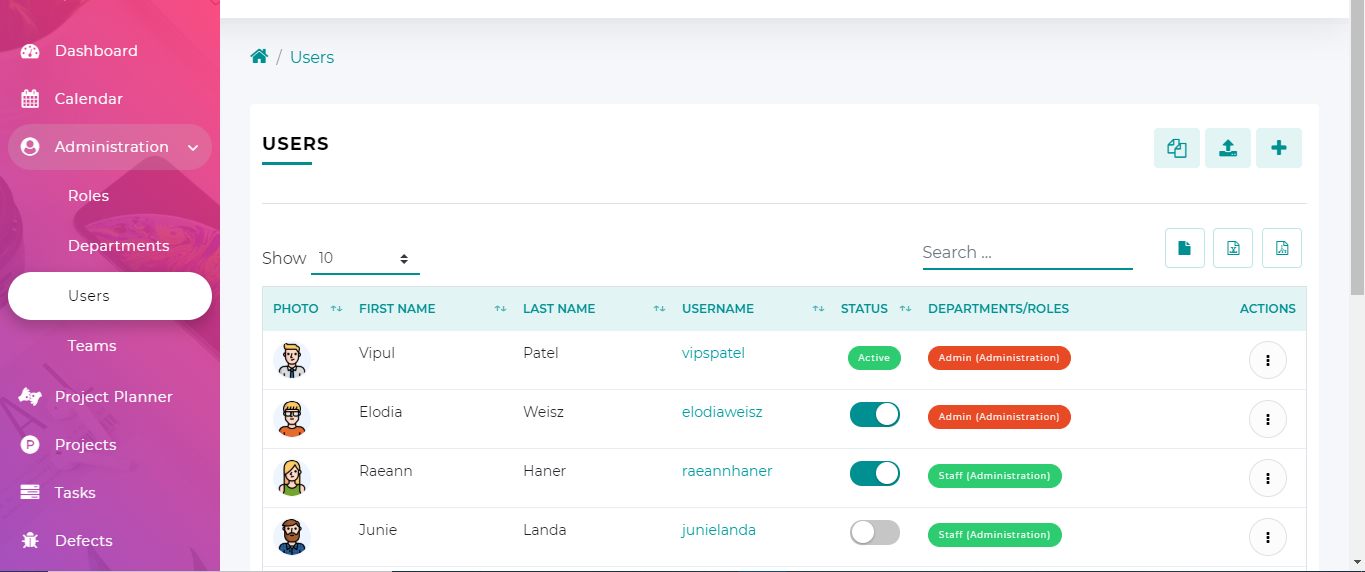 Dashboard
Calendar
Administration
Roles
Departments
Users
Teams
Project Planner
P Projects
Tasks
Defects
/ Users
USERS
Show 10
Search ...
PHOTO FIRST NAME LAST NAME USERNAME STATUS DEPARTMENTS/ROLES ACTIONS
Vipul Patel vipspatel Active Admin (Administration)
Elodia Weisz elodiaweisz Admin (Administration)
Raeann Haner raeannhaner Staff (Administration)
Junie Landa junielanda Staff (Administration)